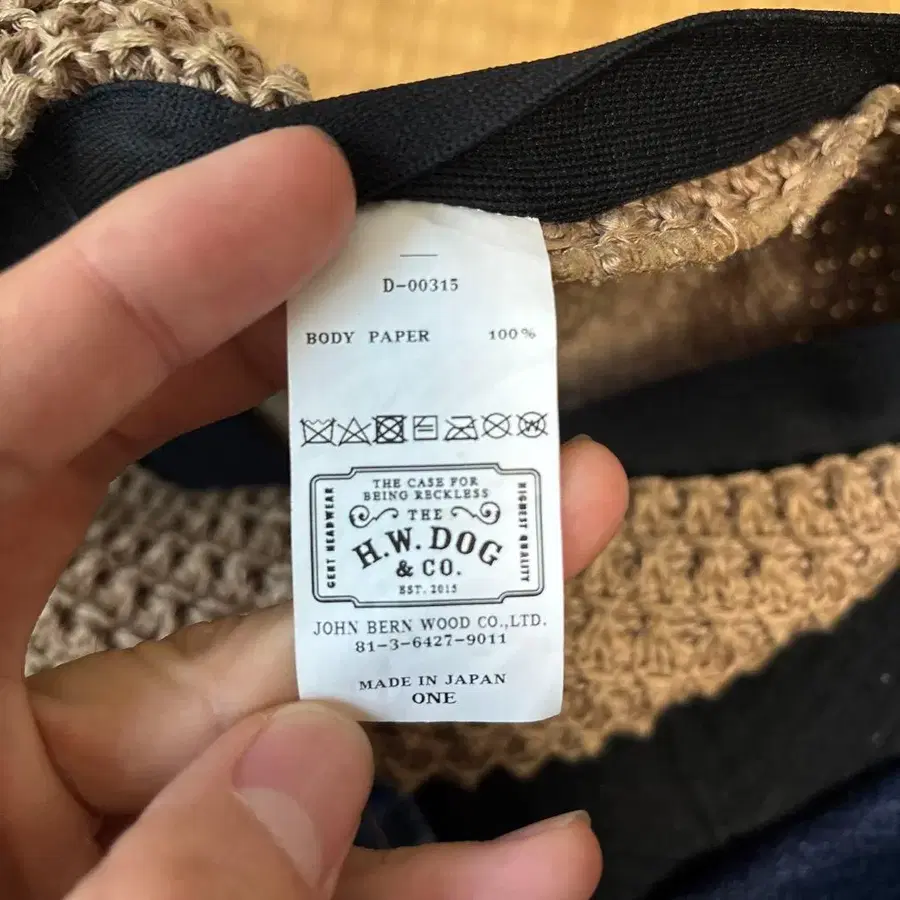 D-00315
BODY PAPER 100%
THE CASE FOR
BEING RECKLESS
GENT HEADWEAR
HIGHEST QUALITY
THE
H.W. DOG
& CO.
EST. 2015
JOHN BERN WOOD CO.,LTD.
81-3-6427-9011
MADE IN JAPAN
ONE